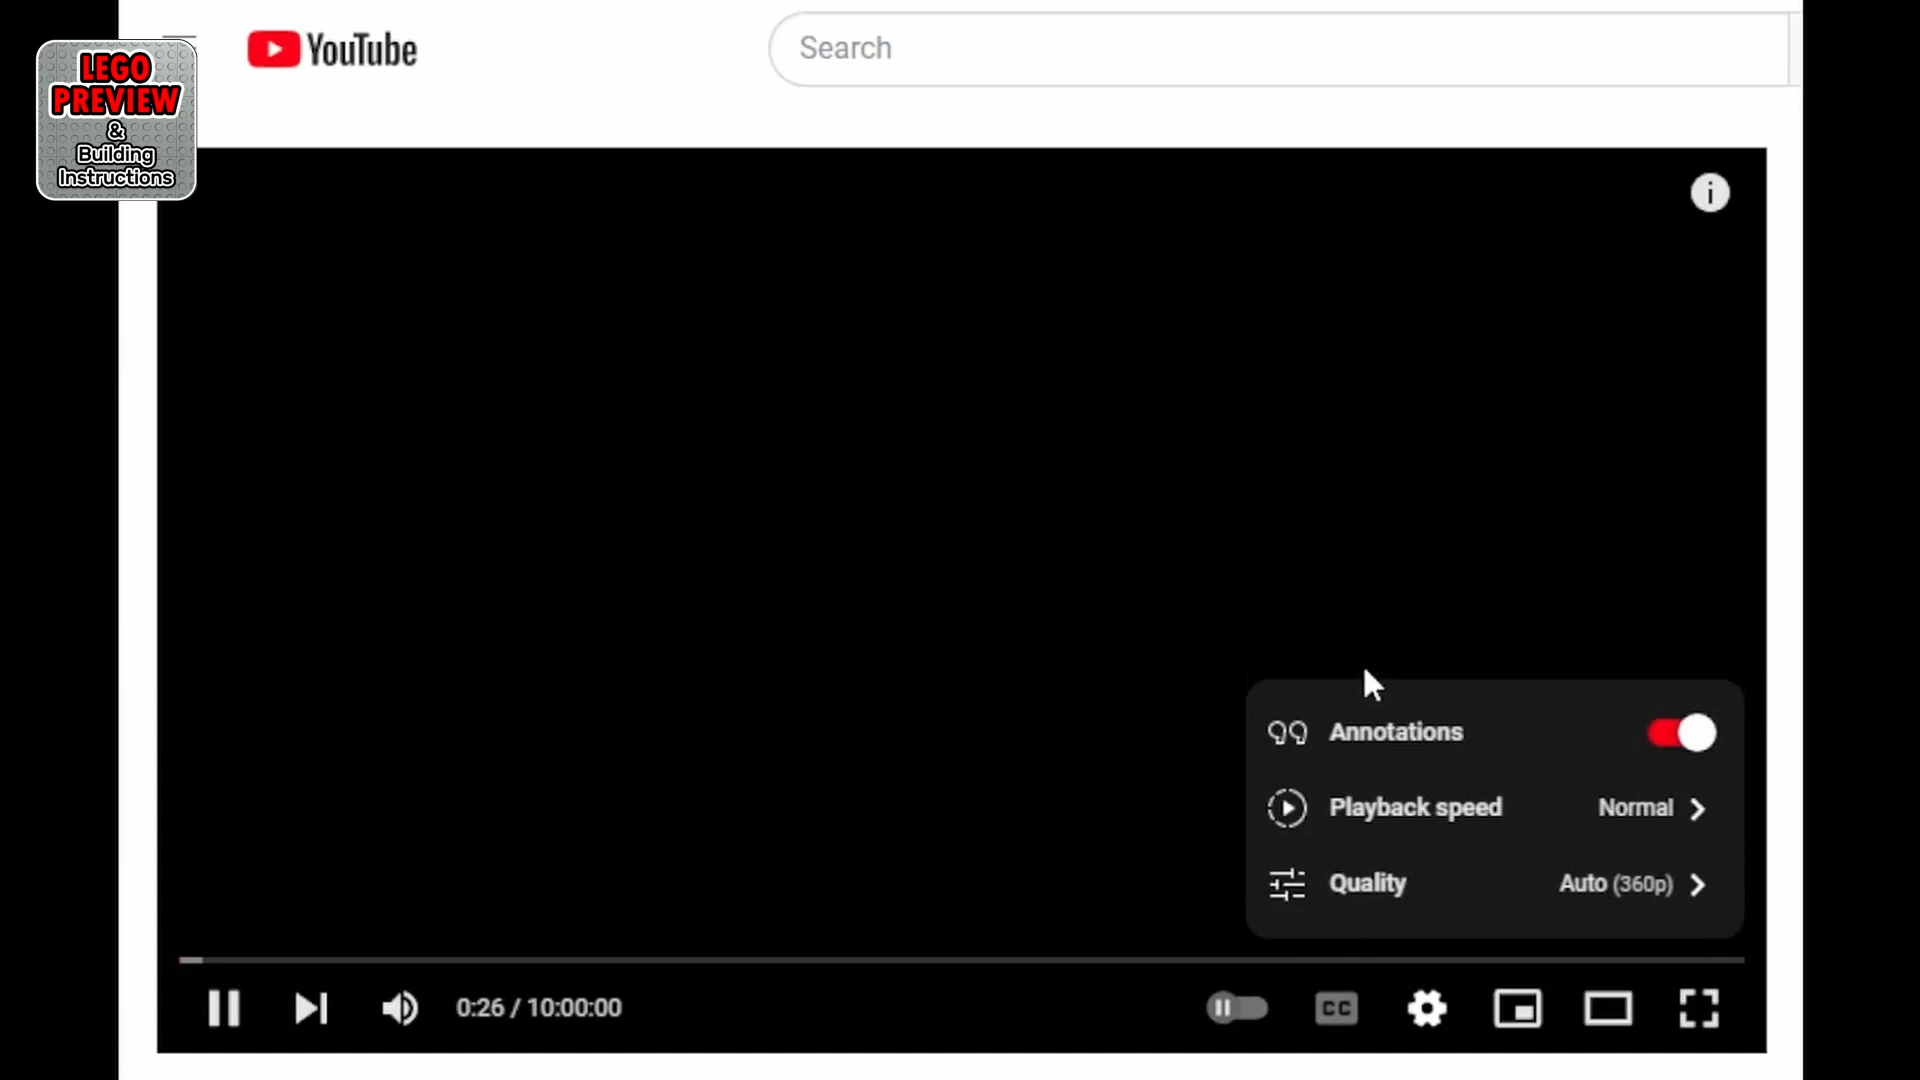 LEGO
PREVIEW
&
Building
Instructions
YouTube
Search
i
Annotations
Playback speed Normal
Quality Auto (360p)
0:26 / 10:00:00
CC